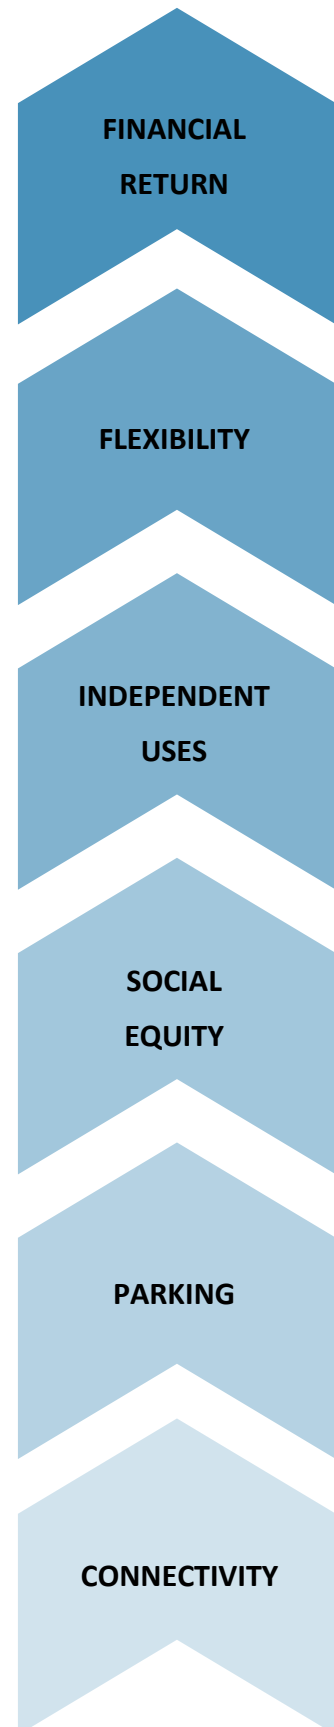 FINANCIAL
RETURN
FLEXIBILITY
INDEPENDENT
USES
SOCIAL
EQUITY
PARKING
CONNECTIVITY